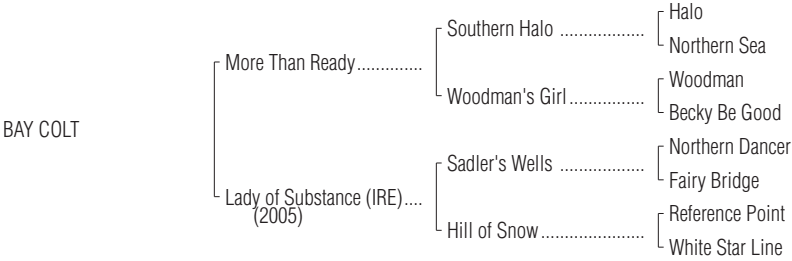 Halo
Southern Halo ..................
Northern Sea
More Than Ready..............
Woodman
Woodman's Girl................
Becky Be Good
BAY COLT
Northern Dancer
Sadler's Wells ..................
Fairy Bridge
Lady of Substance (IRE)....
(2005)
Reference Point
Hill of Snow......................
White Star Line